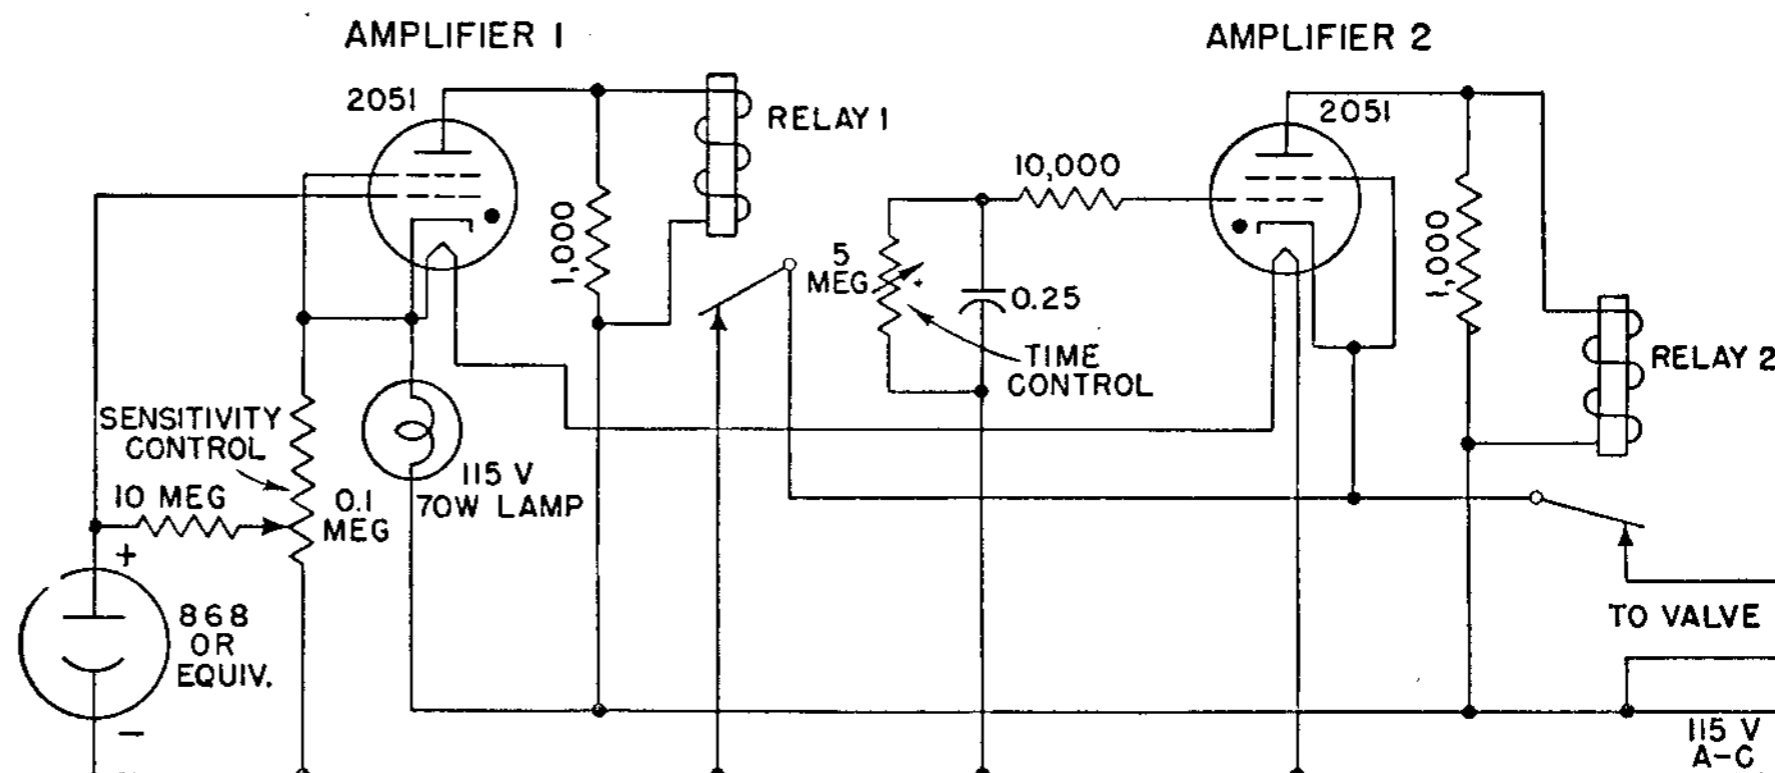 AMPLIFIER 1
AMPLIFIER 2
2051
RELAY 1
2051
10,000
1,000
5
MEG
0.25
1,000
TIME
CONTROL
RELAY 2
SENSITIVITY
CONTROL
10 MEG
0.1
MEG
115 V
70W LAMP
+
868
OR
EQUIV.
−
TO VALVE
115 V
A-C